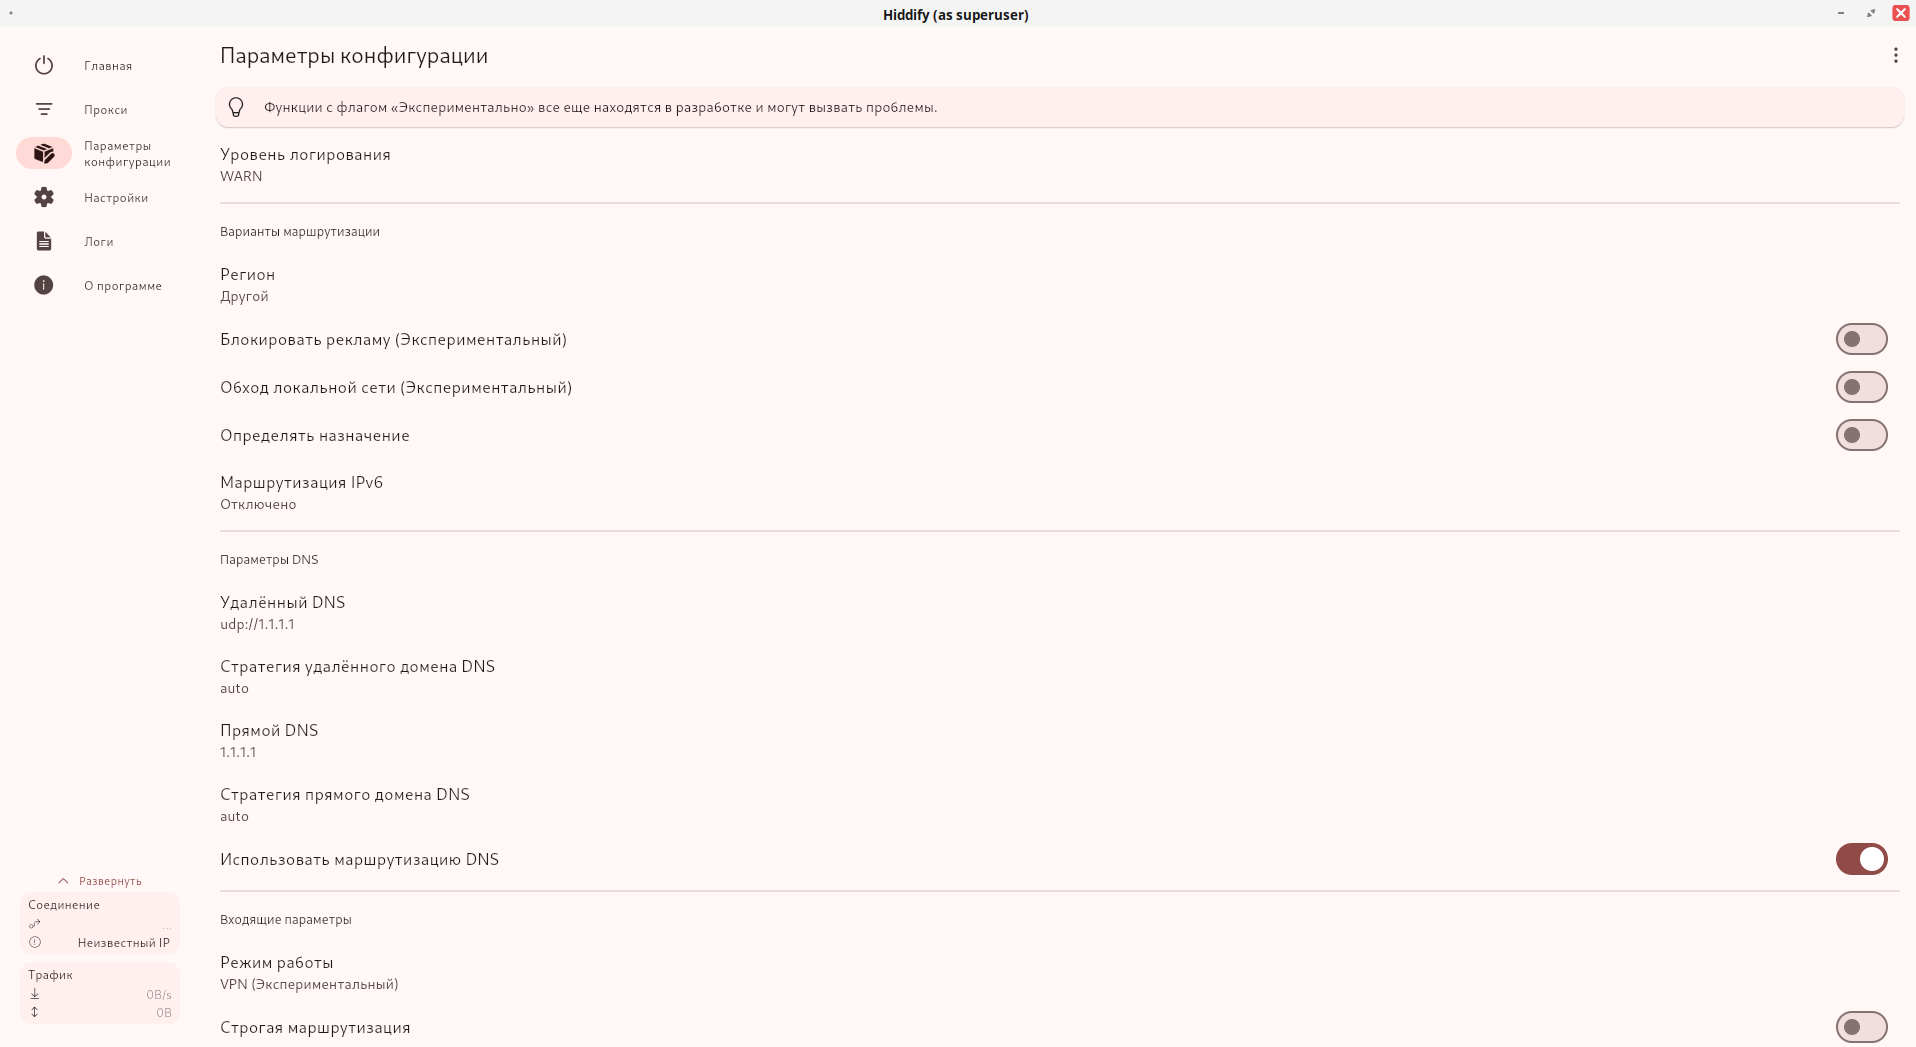 Hiddify (as superuser)
Главная
Прокси
Параметры
конфигурации
Настройки
Логи
О программе
Развернуть
Соединение
...
Неизвестный IP
Трафик
0B/s
0B
Параметры конфигурации
Функции с флагом «Экспериментально» все еще находятся в разработке и могут вызвать проблемы.
Уровень логирования
WARN
Варианты маршрутизации
Регион
Другой
Блокировать рекламу (Экспериментальный)
Обход локальной сети (Экспериментальный)
Определять назначение
Маршрутизация IPv6
Отключено
Параметры DNS
Удалённый DNS
udp://1.1.1.1
Стратегия удалённого домена DNS
auto
Прямой DNS
1.1.1.1
Стратегия прямого домена DNS
auto
Использовать маршрутизацию DNS
Входящие параметры
Режим работы
VPN (Экспериментальный)
Строгая маршрутизация